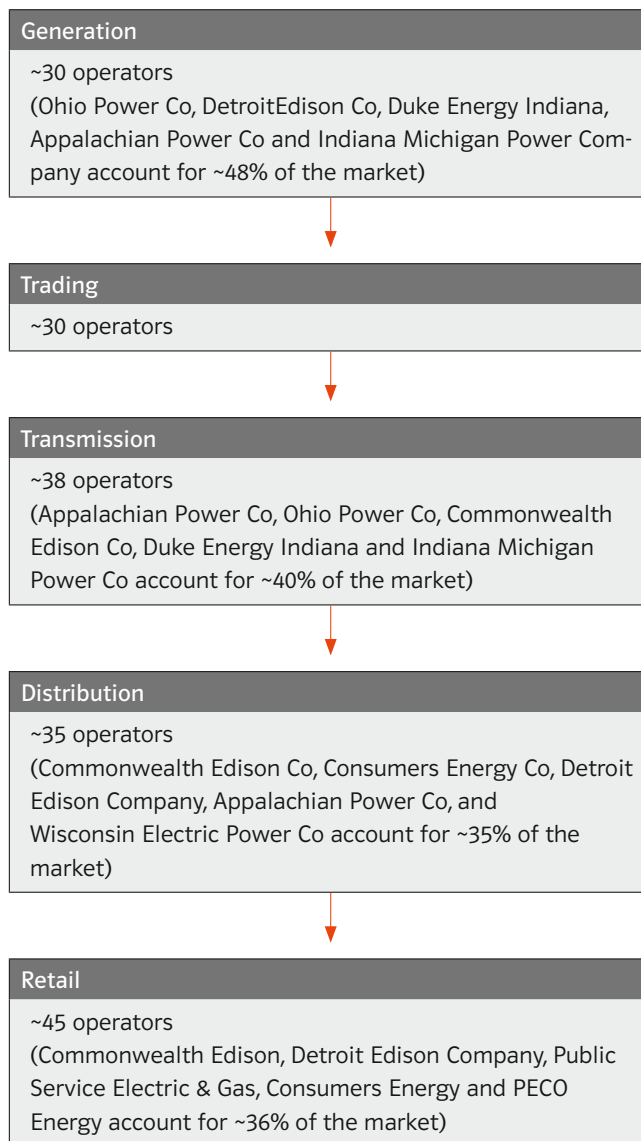 Generation
~30 operators
(Ohio Power Co, DetroitEdison Co, Duke Energy Indiana,
Appalachian Power Co and Indiana Michigan Power Com-
pany account for ~48% of the market)
Trading
~30 operators
Transmission
~38 operators
(Appalachian Power Co, Ohio Power Co, Commonwealth
Edison Co, Duke Energy Indiana and Indiana Michigan
Power Co account for ~40% of the market)
Distribution
~35 operators
(Commonwealth Edison Co, Consumers Energy Co, Detroit
Edison Company, Appalachian Power Co, and
Wisconsin Electric Power Co account for ~35% of the
market)
Retail
~45 operators
(Commonwealth Edison, Detroit Edison Company, Public
Service Electric & Gas, Consumers Energy and PECO
Energy account for ~36% of the market)